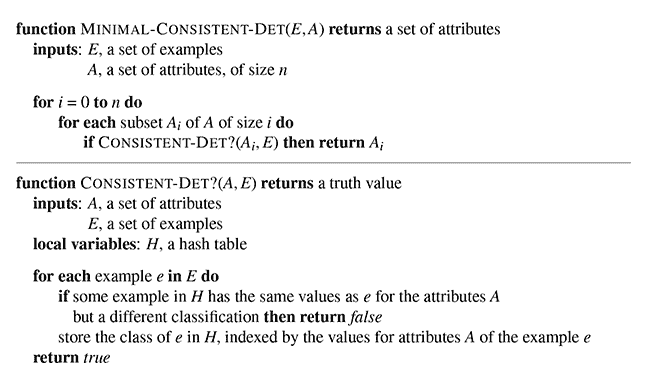 function MINIMAL-CONSISTENT-DET(E, A) returns a set of attributes
inputs: E, a set of examples
A, a set of attributes, of size n
for i = 0 to n do
for each subset Ai of A of size i do
if CONSISTENT-DET?(Ai, E) then return Ai
function CONSISTENT-DET?(A, E) returns a truth value
inputs: A, a set of attributes
E, a set of examples
local variables: H, a hash table
for each example e in E do
if some example in H has the same values as e for the attributes A
but a different classification then return false
store the class of e in H, indexed by the values for attributes A of the example e
return true